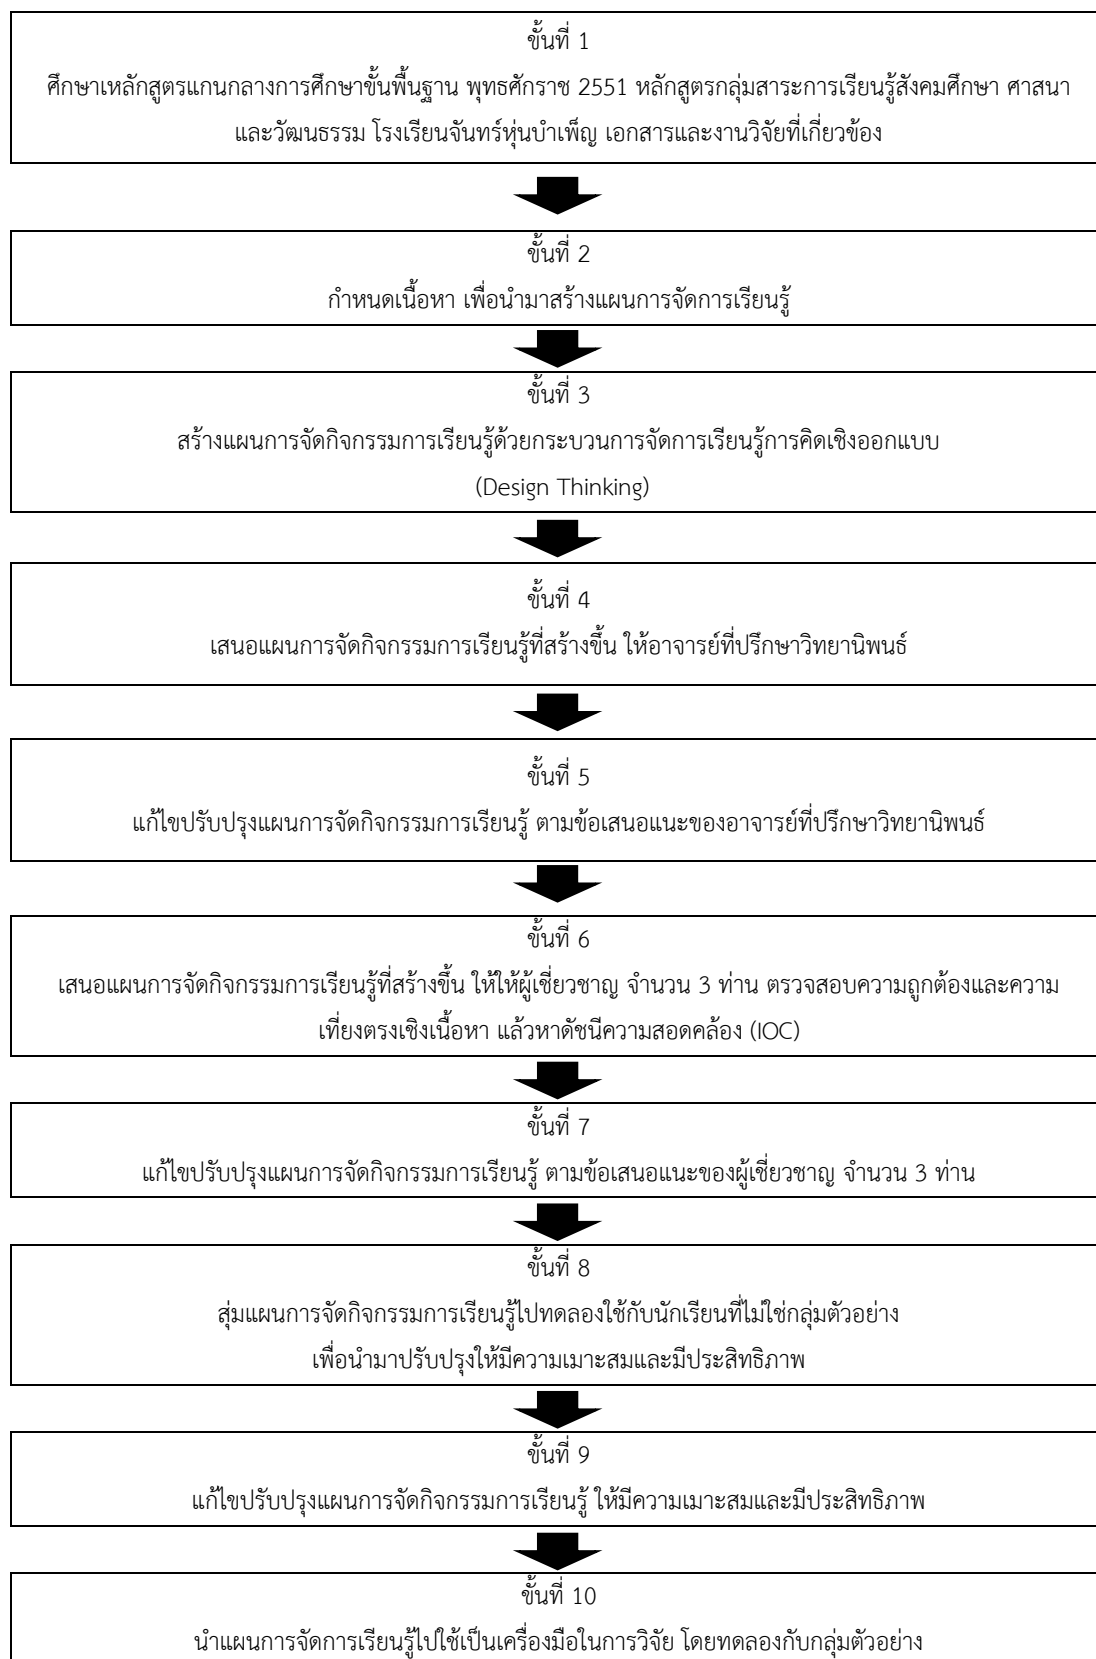 ขั้นที่ 1
ศึกษาเหลักสูตรแกนกลางการศึกษาขั้นพื้นฐาน พุทธศักราช 2551 หลักสูตรกลุ่มสาระการเรียนรู้สังคมศึกษา ศาสนา
และวัฒนธรรม โรงเรียนจันทร์หุ่นบำเพ็ญ เอกสารและงานวิจัยที่เกี่ยวข้อง
ขั้นที่ 2
กำหนดเนื้อหา เพื่อนำมาสร้างแผนการจัดการเรียนรู้
ขั้นที่ 3
สร้างแผนการจัดกิจกรรมการเรียนรู้ด้วยกระบวนการจัดการเรียนรู้การคิดเชิงออกแบบ
(Design Thinking)
ขั้นที่ 4
เสนอแผนการจัดกิจกรรมการเรียนรู้ที่สร้างขึ้น ให้อาจารย์ที่ปรึกษาวิทยานิพนธ์
ขั้นที่ 5
แก้ไขปรับปรุงแผนการจัดกิจกรรมการเรียนรู้ ตามข้อเสนอแนะของอาจารย์ที่ปรึกษาวิทยานิพนธ์
ขั้นที่ 6
เสนอแผนการจัดกิจกรรมการเรียนรู้ที่สร้างขึ้น ให้ให้ผู้เชี่ยวชาญ จำนวน 3 ท่าน ตรวจสอบความถูกต้องและความ
เที่ยงตรงเชิงเนื้อหา แล้วหาดัชนีความสอดคล้อง (IOC)
ขั้นที่ 7
แก้ไขปรับปรุงแผนการจัดกิจกรรมการเรียนรู้ ตามข้อเสนอแนะของผู้เชี่ยวชาญ จำนวน 3 ท่าน
ขั้นที่ 8
สุ่มแผนการจัดกิจกรรมการเรียนรู้ไปทดลองใช้กับนักเรียนที่ไม่ใช่กลุ่มตัวอย่าง
เพื่อนำมาปรับปรุงให้มีความเมาะสมและมีประสิทธิภาพ
ขั้นที่ 9
แก้ไขปรับปรุงแผนการจัดกิจกรรมการเรียนรู้ ให้มีความเมาะสมและมีประสิทธิภาพ
ขั้นที่ 10
นำแผนการจัดการเรียนรู้ไปใช้เป็นเครื่องมือในการวิจัย โดยทดลองกับกลุ่มตัวอย่าง